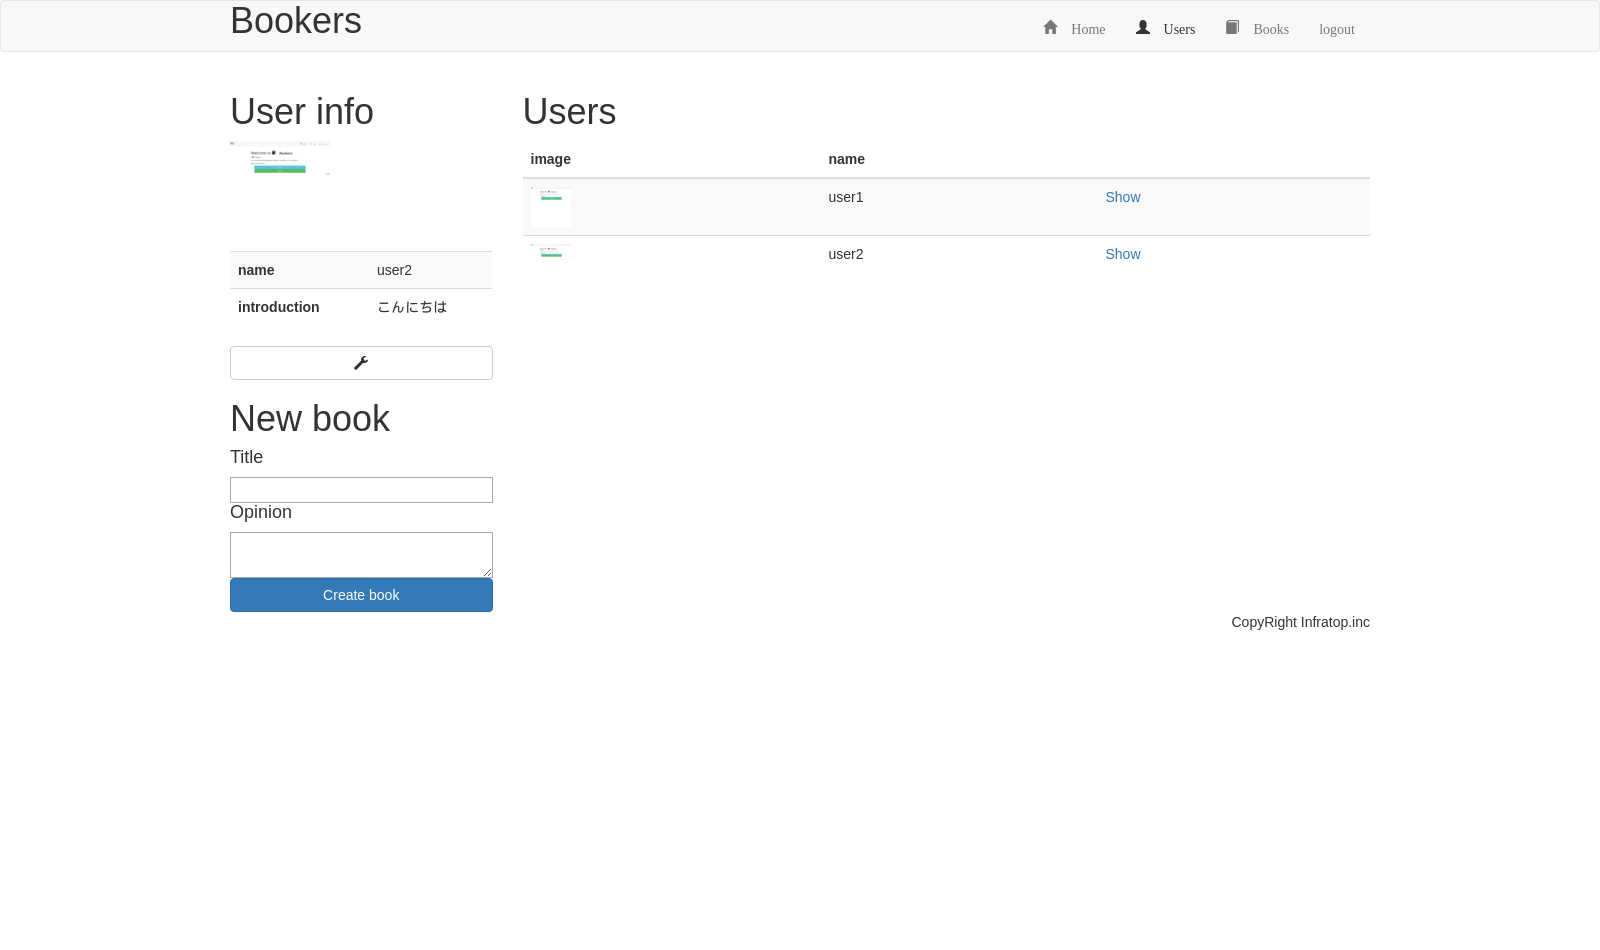 Bookers
Home Users Books logout
User info
name user2
introduction こんにちは
New book
Title
Opinion
Create book
Users
image name
user1 Show
user2 Show
CopyRight Infratop.inc